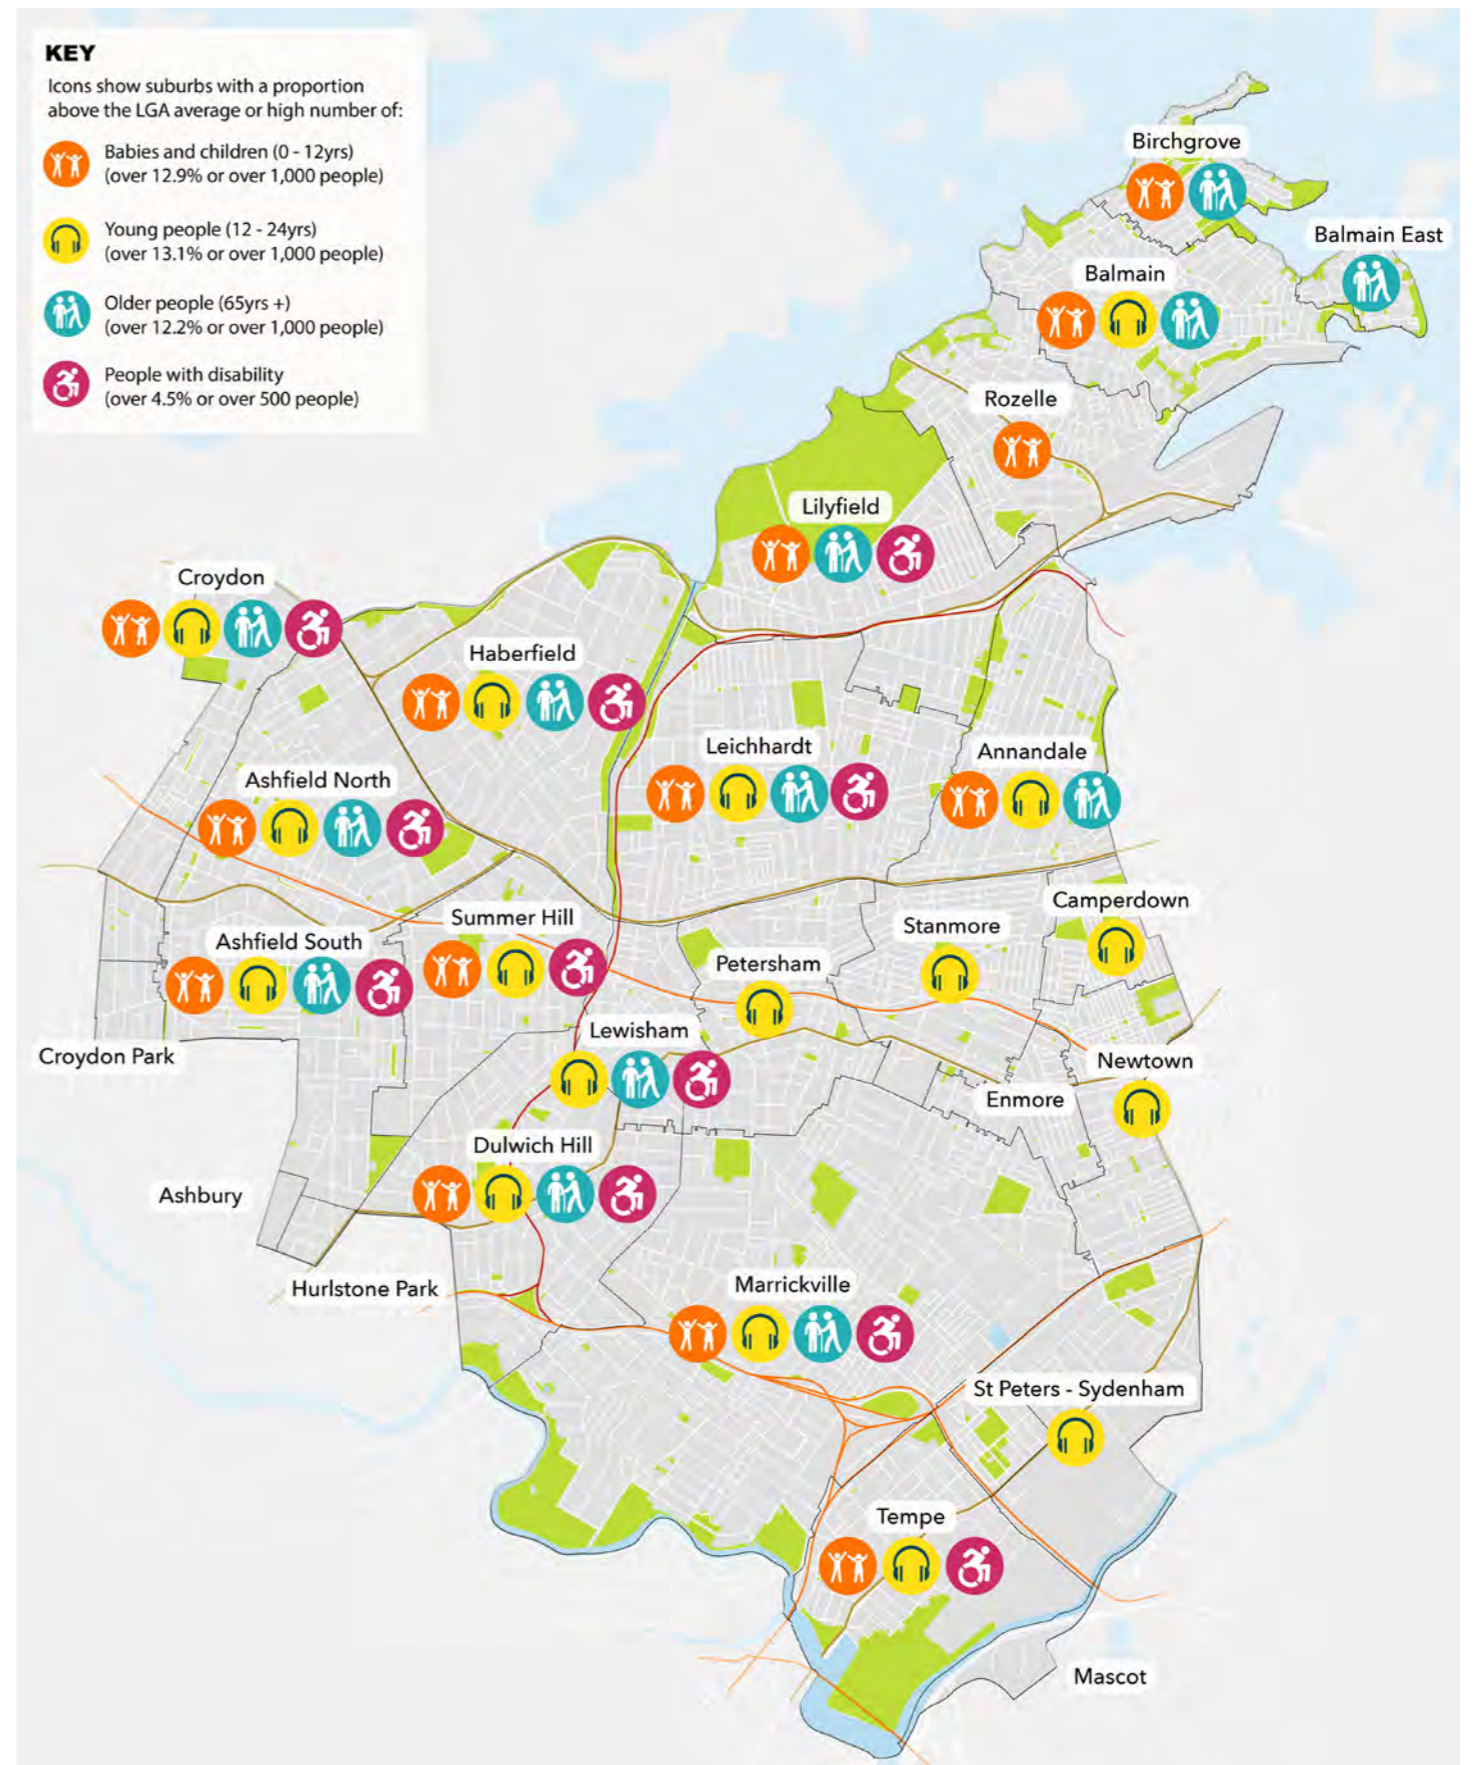 KEY
Icons show suburbs with a proportion
above the LGA average or high number of:
Babies and children (0 - 12yrs)
(over 12.9% or over 1,000 people)
Young people (12 - 24yrs)
(over 13.1% or over 1,000 people)
Older people (65yrs +)
(over 12.2% or over 1,000 people)
People with disability
(over 4.5% or over 500 people)
Birchgrove
Balmain East
Balmain
Rozelle
Lilyfield
Croydon
Haberfield
Leichhardt
Annandale
Ashfield North
Camperdown
Summer Hill
Stanmore
Ashfield South
Petersham
Lewisham
Croydon Park
Newtown
Enmore
Dulwich Hill
Ashbury
Marrickville
Hurlstone Park
St Peters - Sydenham
Tempe
Mascot